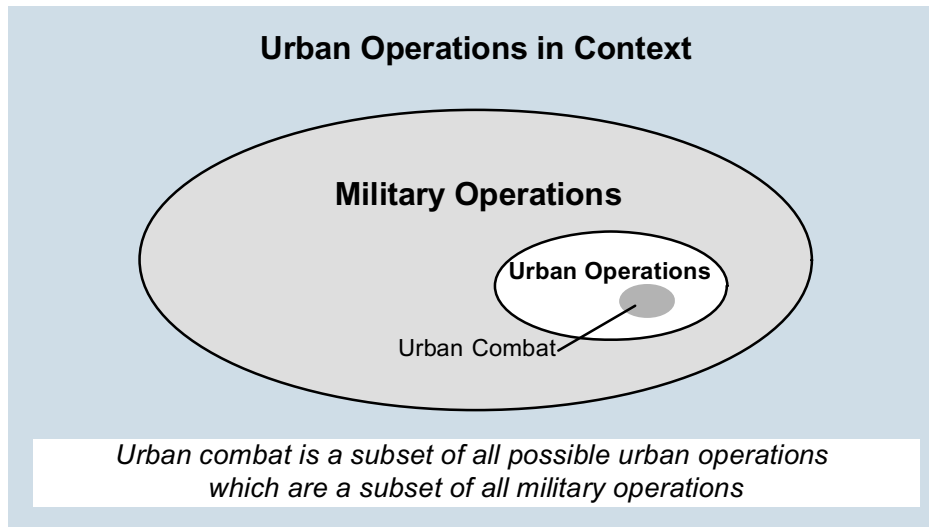 Urban Operations in Context
Military Operations
Urban Operations
Urban Combat
Urban combat is a subset of all possible urban operations
which are a subset of all military operations